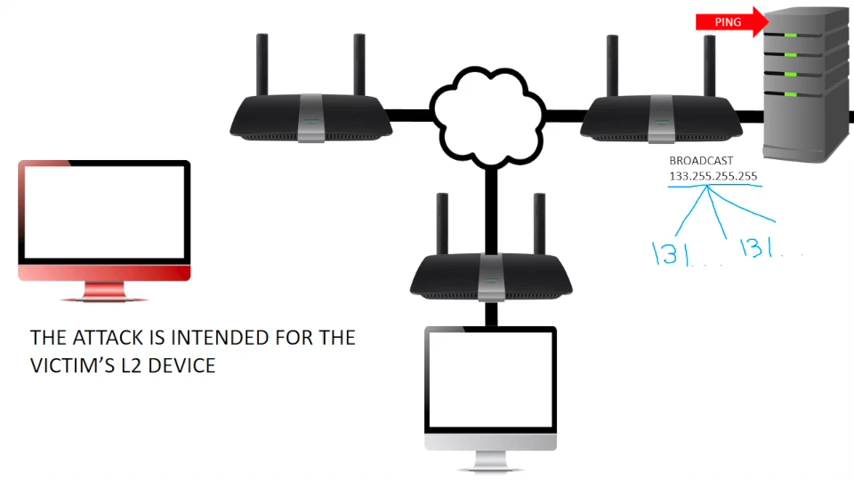 PING
BROADCAST
133.255.255.255
131... 131...
THE ATTACK IS INTENDED FOR THE
VICTIM'S L2 DEVICE